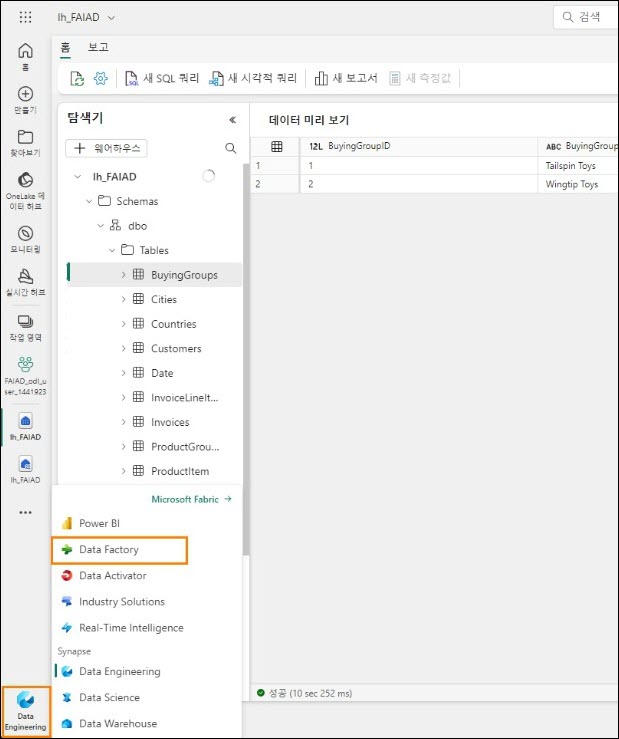 lh_FAIAD
검색
홈
보고
새 SQL 쿼리
새 시각적 쿼리
새 보고서
새 측정값
홈
만들기
찾아보기
OneLake 데
이터 허브
모니터링
실시간 허브
작업 영역
FAIAD_odl_u
ser_1441923
lh_FAIAD
lh_FAIAD
Data
Engineering
탐색기
웨어하우스
lh_FAIAD
Schemas
dbo
Tables
BuyingGroups
Cities
Countries
Customers
Date
InvoiceLineIt...
Invoices
ProductGrou...
ProductItem
Microsoft Fabric →
Power BI
Data Factory
Data Activator
Industry Solutions
Real-Time Intelligence
Synapse
Data Engineering
Data Science
Data Warehouse
데이터 미리 보기
12L BuyingGroupID
ABC BuyingGroup
1 1 Tailspin Toys
2 2 Wingtip Toys
성공 (10 sec 252 ms)